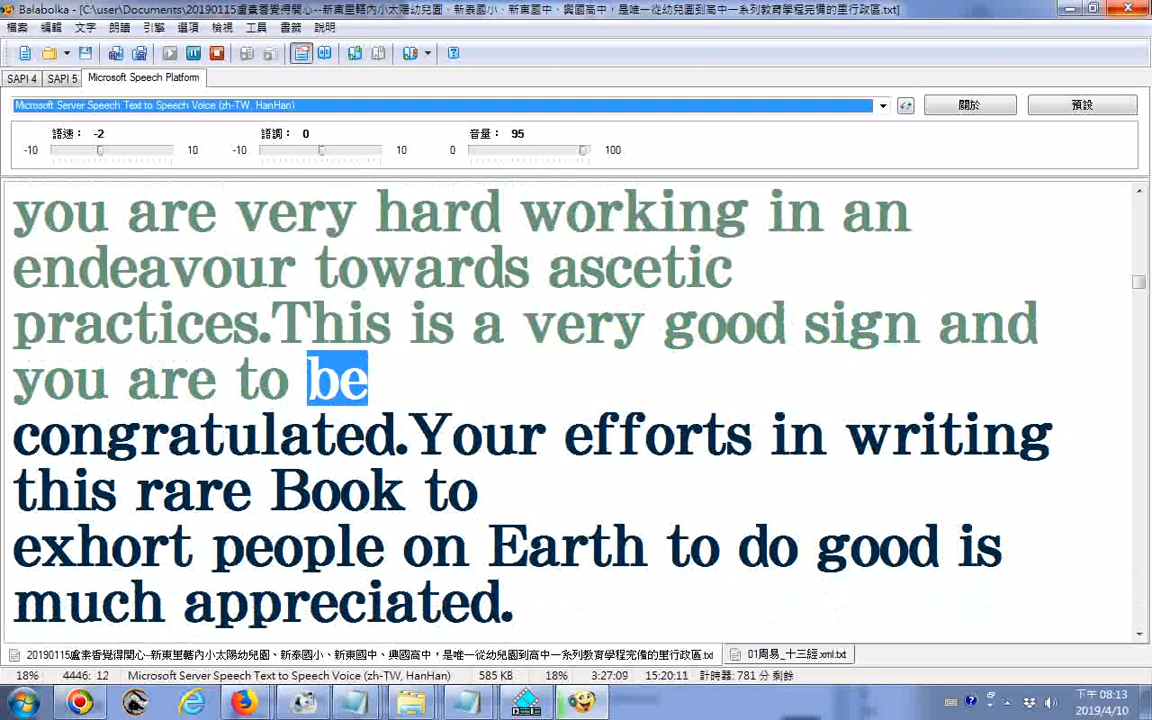 Balabolka - [C:\user\Documents\20190115盧素香覺得開心--新東里轄內小太陽幼兒園、新泰國小、新東國中、興國高中，是唯一從幼兒園到高中一系列教育學程完備的里行政區.txt]
檔案 編輯 文字 朗讀 引擎 選項 檢視 工具 書籤 說明
SAPI 4 SAPI 5 Microsoft Speech Platform
Microsoft Server Speech Text to Speech Voice (zh-TW, HanHan) 關於 預設
語速： -2 語調： 0 音量： 95
-10 10 -10 10 0 100
you are very hard working in an
endeavour towards ascetic
practices.This is a very good sign and
you are to be
congratulated.Your efforts in writing
this rare Book to
exhort people on Earth to do good is
much appreciated.
20190115盧素香覺得開心--新東里轄內小太陽幼兒園、新泰國小、新東國中、興國高中，是唯一從幼兒園到高中一系列教育學程完備的里行政區.txt 01周易_十三經.xml.txt
18% 4446: 12 Microsoft Server Speech Text to Speech Voice (zh-TW, HanHan) 585 KB 18% 3:27:09 15:20:11 計時器: 781 分 剩餘
下午 08:13
2019/4/10